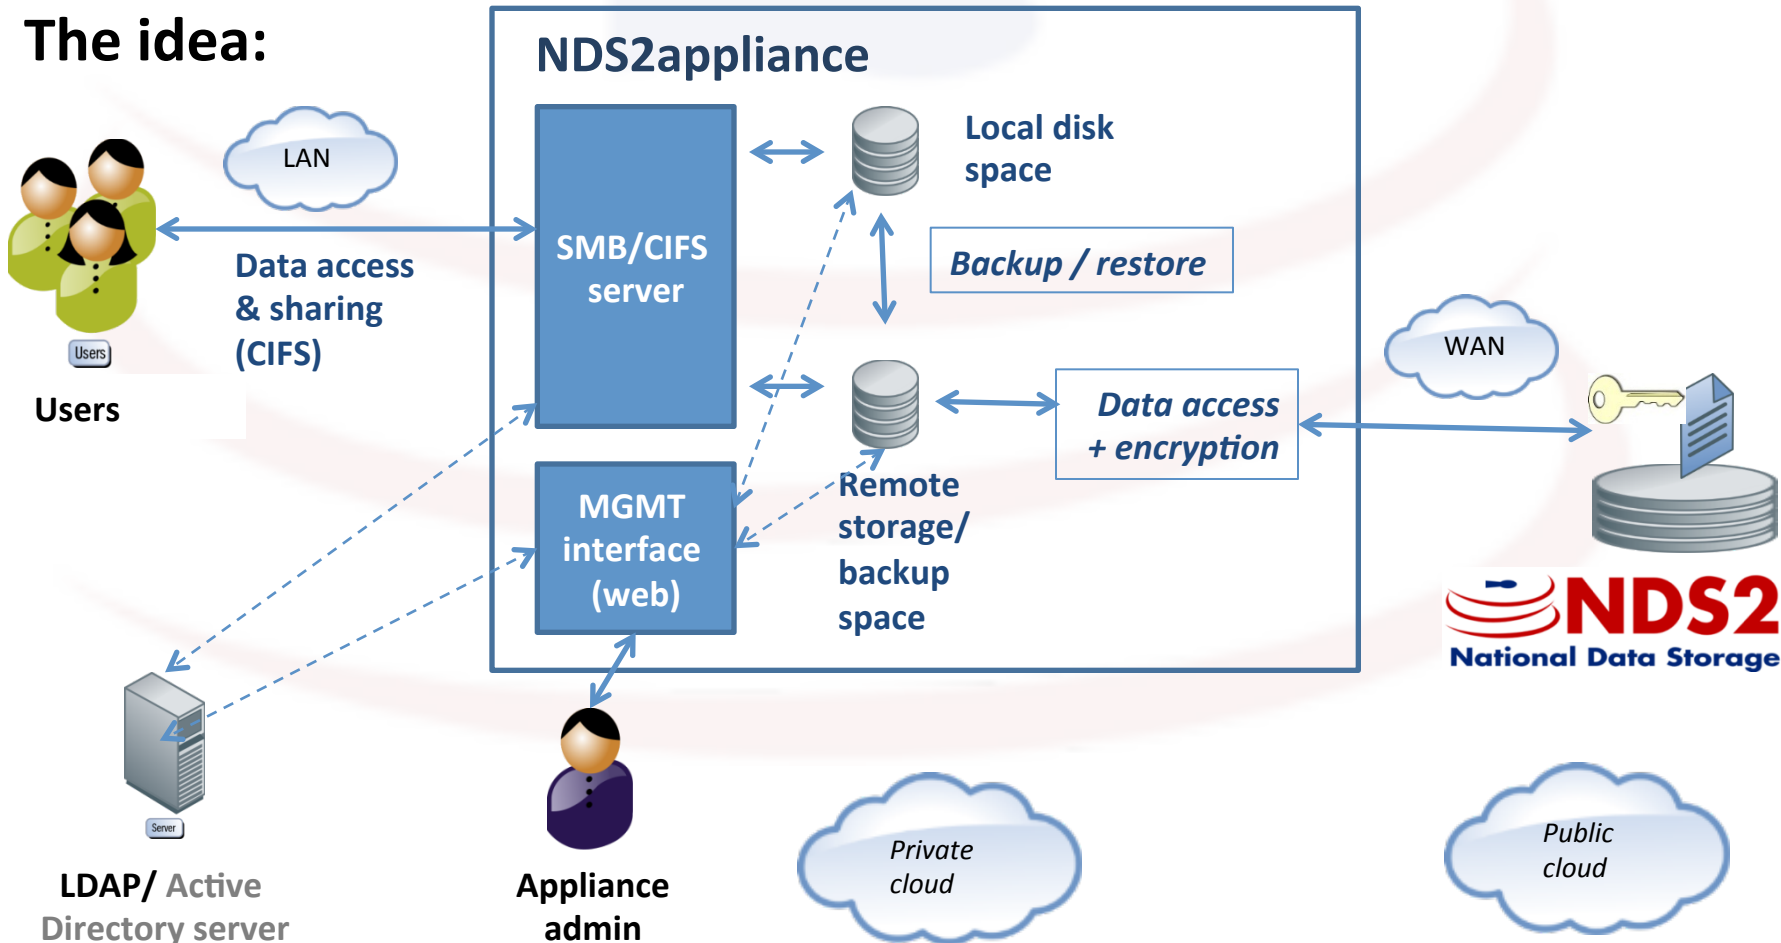 The idea:
NDS2appliance
LAN
Local disk
space
SMB/CIFS
server
Data access
& sharing
(CIFS)
Backup / restore
Users
Users
WAN
Data access
+ encryption
MGMT
interface
(web)
Remote
storage/
backup
space
NDS2
National Data Storage
Server
LDAP/ Active
Directory server
Appliance
admin
Private
cloud
Public
cloud